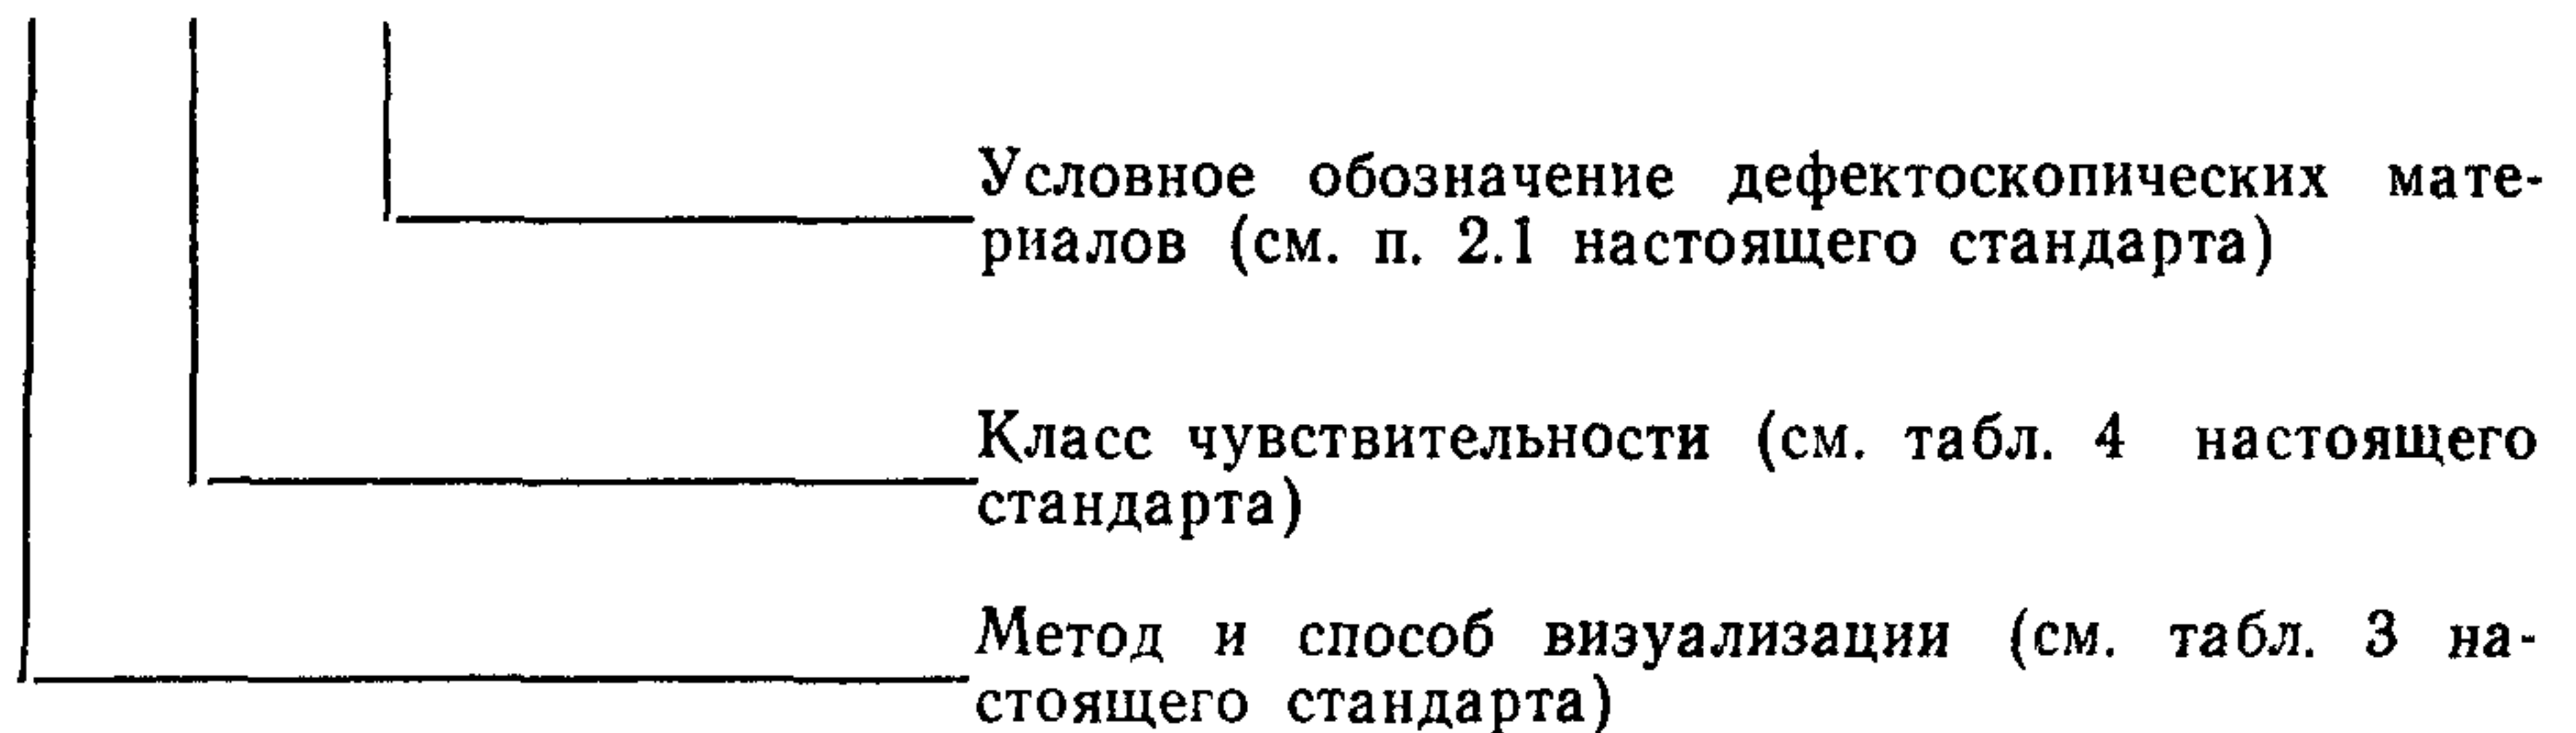 Условное обозначение дефектоскопических мате-
риалов (см. п. 2.1 настоящего стандарта)
Класс чувствительности (см. табл. 4 настоящего
стандарта)
Метод и способ визуализации (см. табл. 3 на-
стоящего стандарта)